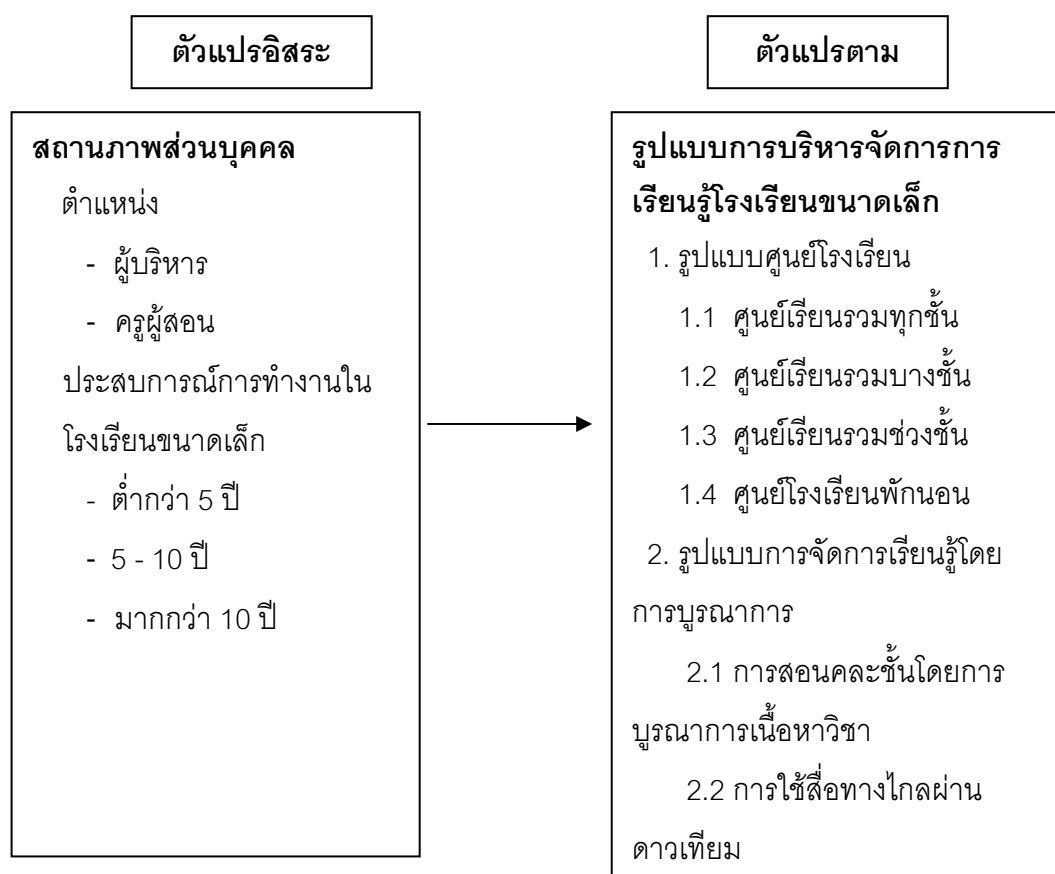 ตัวแปรอิสระ
ตัวแปรตาม
สถานภาพส่วนบุคคล
ตำแหน่ง
- ผู้บริหาร
- ครูผู้สอน
ประสบการณ์การทำงานใน
โรงเรียนขนาดเล็ก
- ต่ำกว่า 5 ปี
- 5 - 10 ปี
- มากกว่า 10 ปี
รูปแบบการบริหารจัดการการ
เรียนรู้โรงเรียนขนาดเล็ก
1. รูปแบบศูนย์โรงเรียน
1.1 ศูนย์เรียนรวมทุกชั้น
1.2 ศูนย์เรียนรวมบางชั้น
1.3 ศูนย์เรียนรวมช่วงชั้น
1.4 ศูนย์โรงเรียนพักนอน
2. รูปแบบการจัดการเรียนรู้โดย
การบูรณาการ
2.1 การสอนคละชั้นโดยการ
บูรณาการเนื้อหาวิชา
2.2 การใช้สื่อทางไกลผ่าน
ดาวเทียม